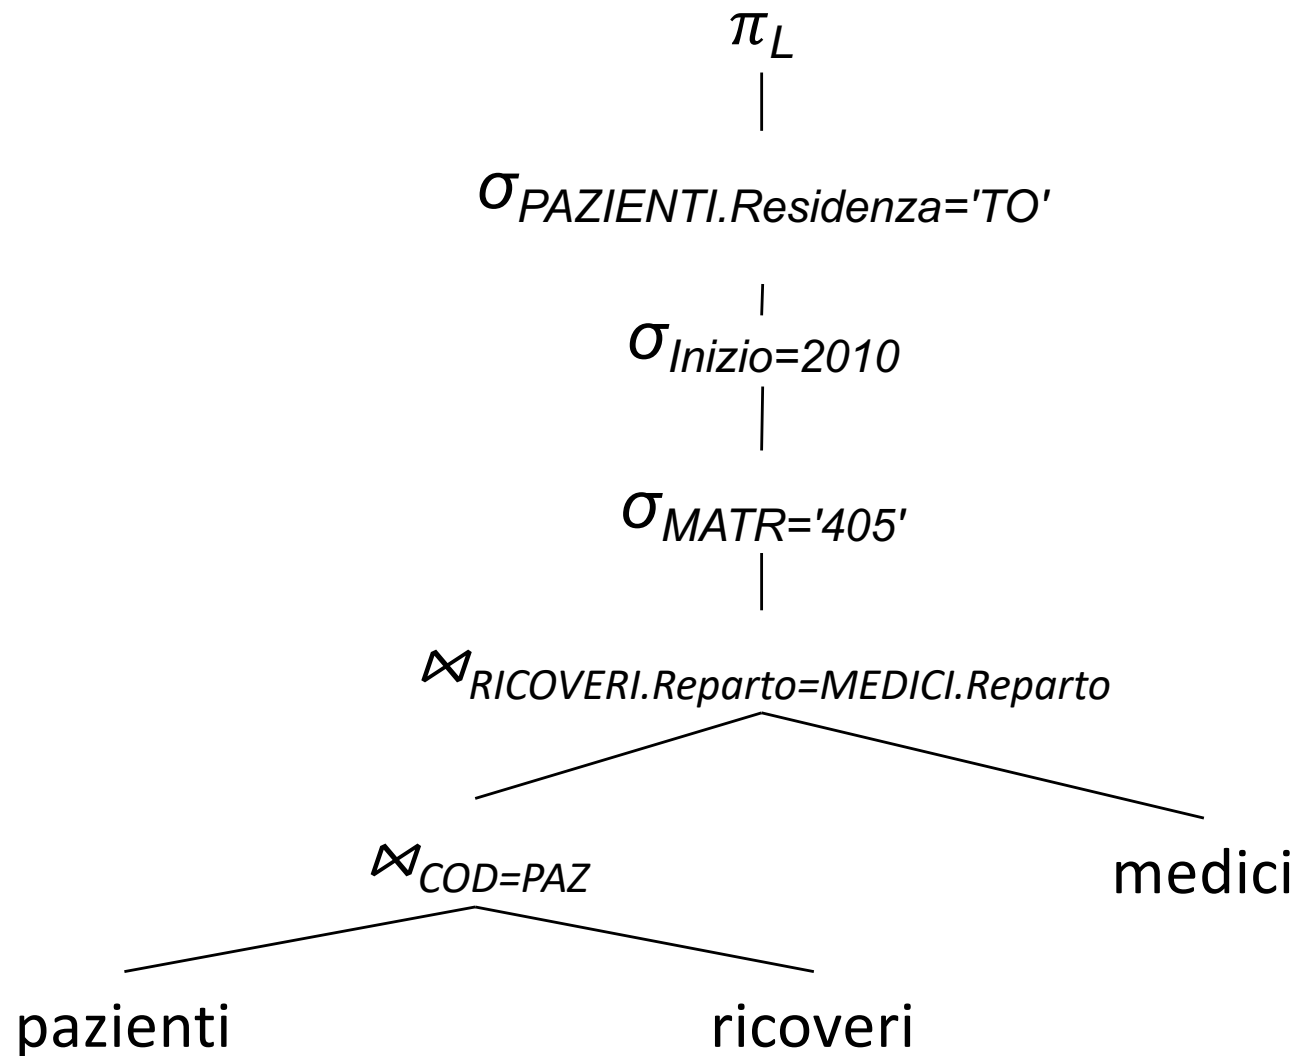 π_L
σ_PAZIENTI.Residenza='TO'
σ_Inizio=2010
σ_MATR='405'
⋈_RICOVERI.Reparto=MEDICI.Reparto
⋈_COD=PAZ
medici
pazienti
ricoveri